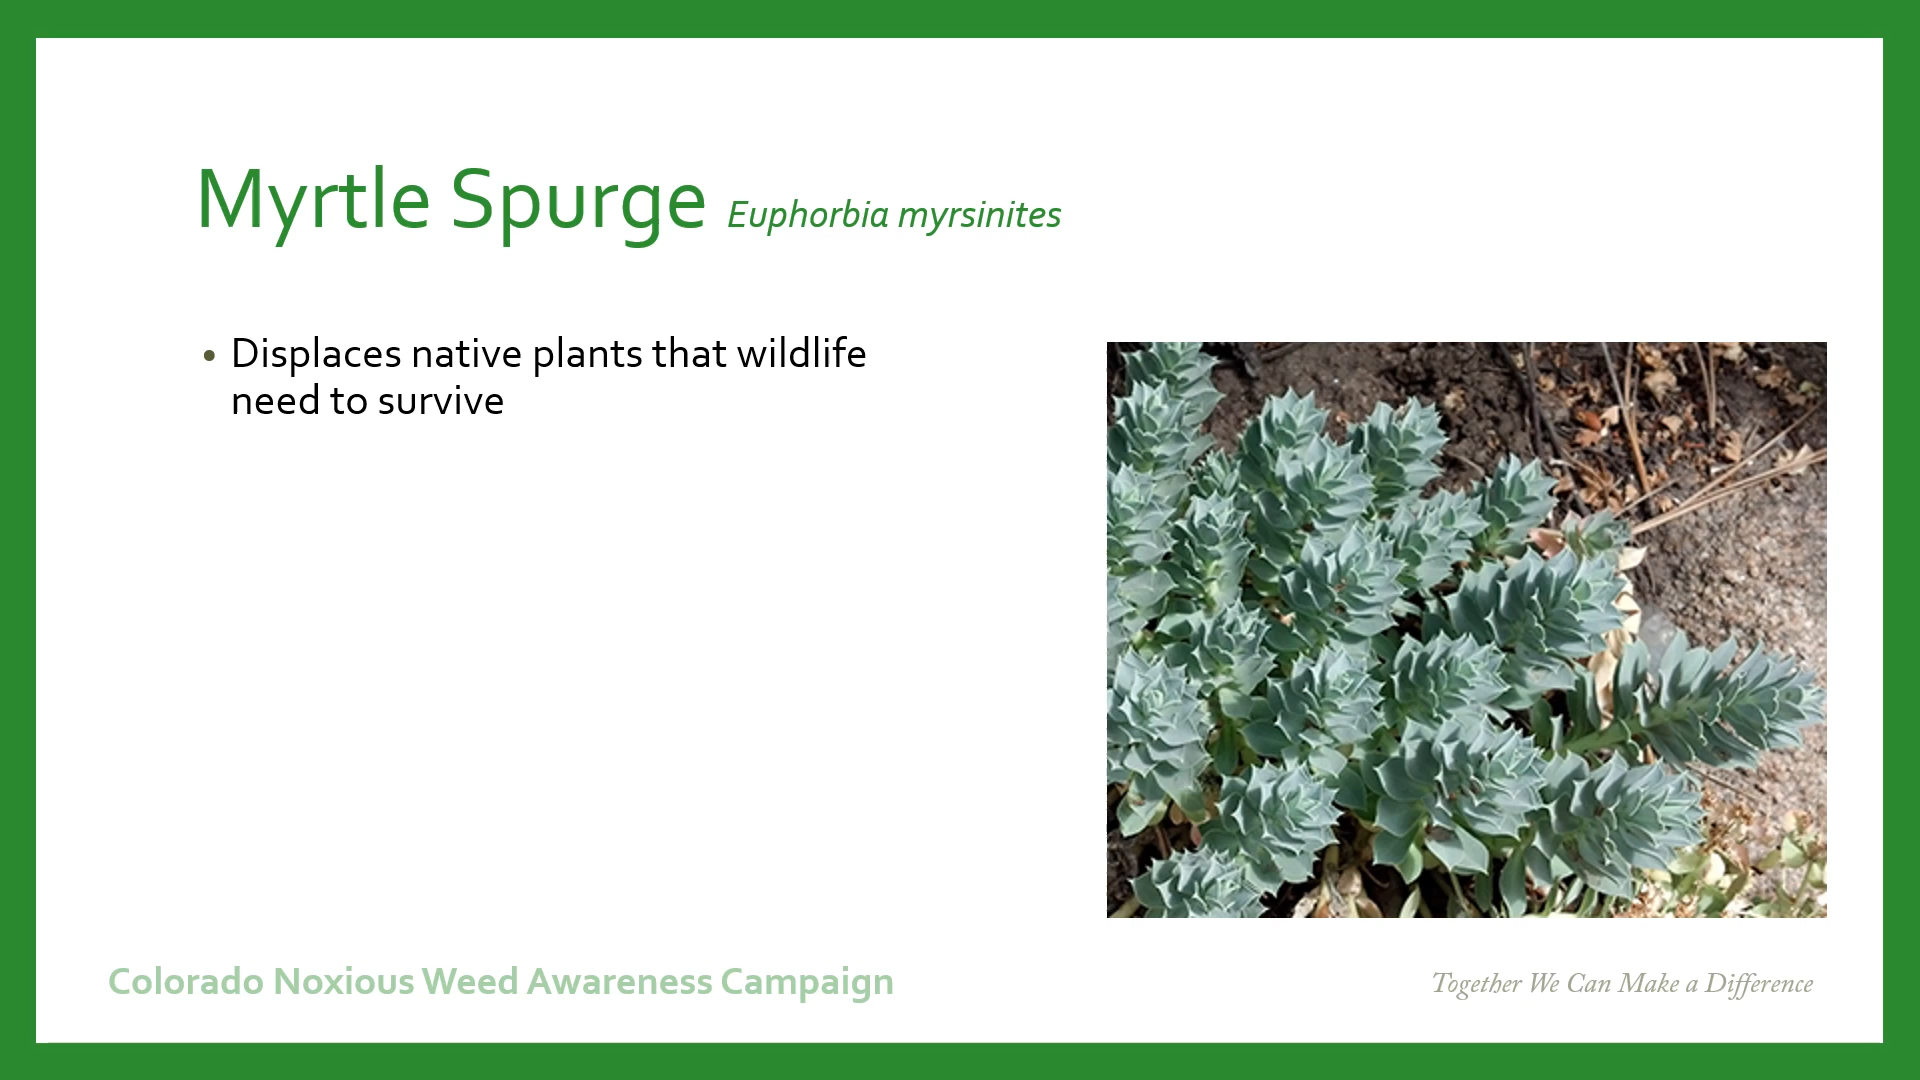 Myrtle Spurge Euphorbia myrsinites
• Displaces native plants that wildlife
need to survive
Colorado Noxious Weed Awareness Campaign
Together We Can Make a Difference